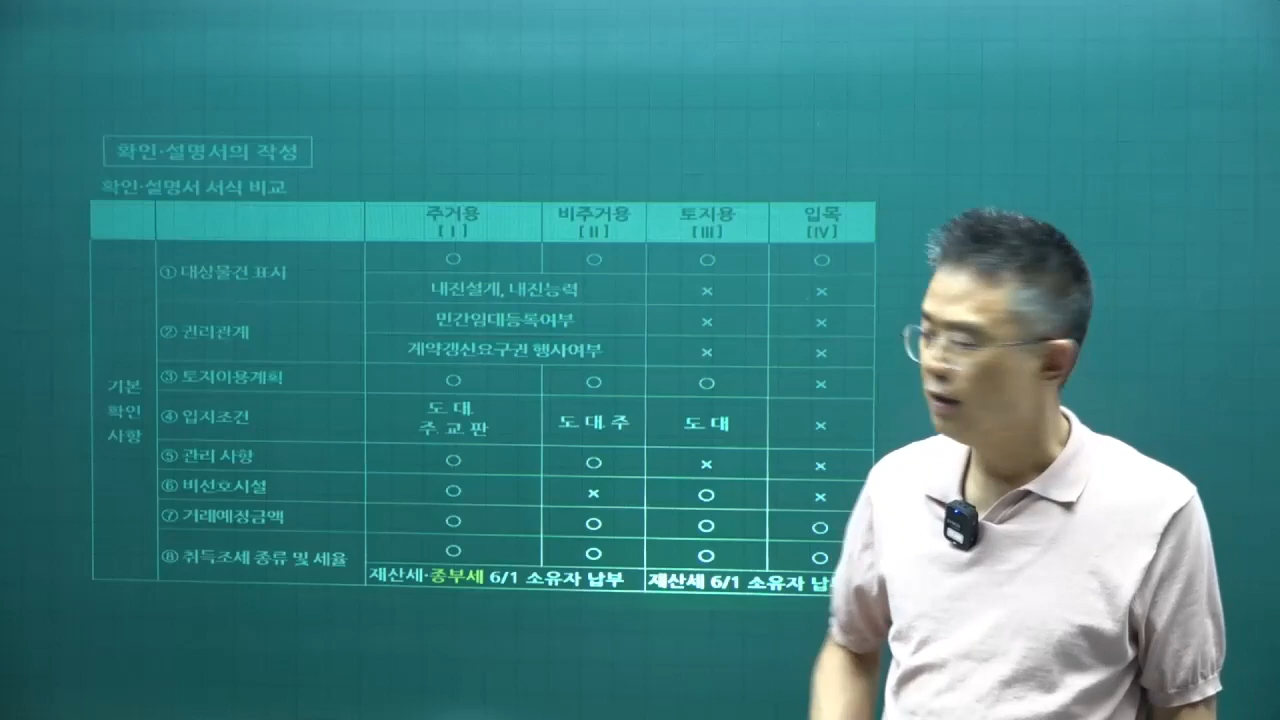 확인·설명서의 작성
확인·설명서 서식 비교
주거용 비주거용 토지용 입목
[ I ] [ II ] [ III ] [ IV ]
기본 확인 사항
① 대상물건 표시 ○ ○ ○ ○
내진설계, 내진능력 × ×
② 권리관계 민간임대등록여부 × ×
계약갱신요구권 행사여부 × ×
③ 토지이용계획 ○ ○ ○ ×
④ 입지조건 도. 대. 주. 교. 판 도. 대. 주 도. 대 ×
⑤ 관리 사항 ○ ○ × ×
⑥ 비선호시설 ○ × ○ ×
⑦ 거래예정금액 ○ ○ ○ ○
⑧ 취득조세 종류 및 세율 ○ ○ ○ ○
재산세·종부세 6/1 소유자 납부 재산세 6/1 소유자